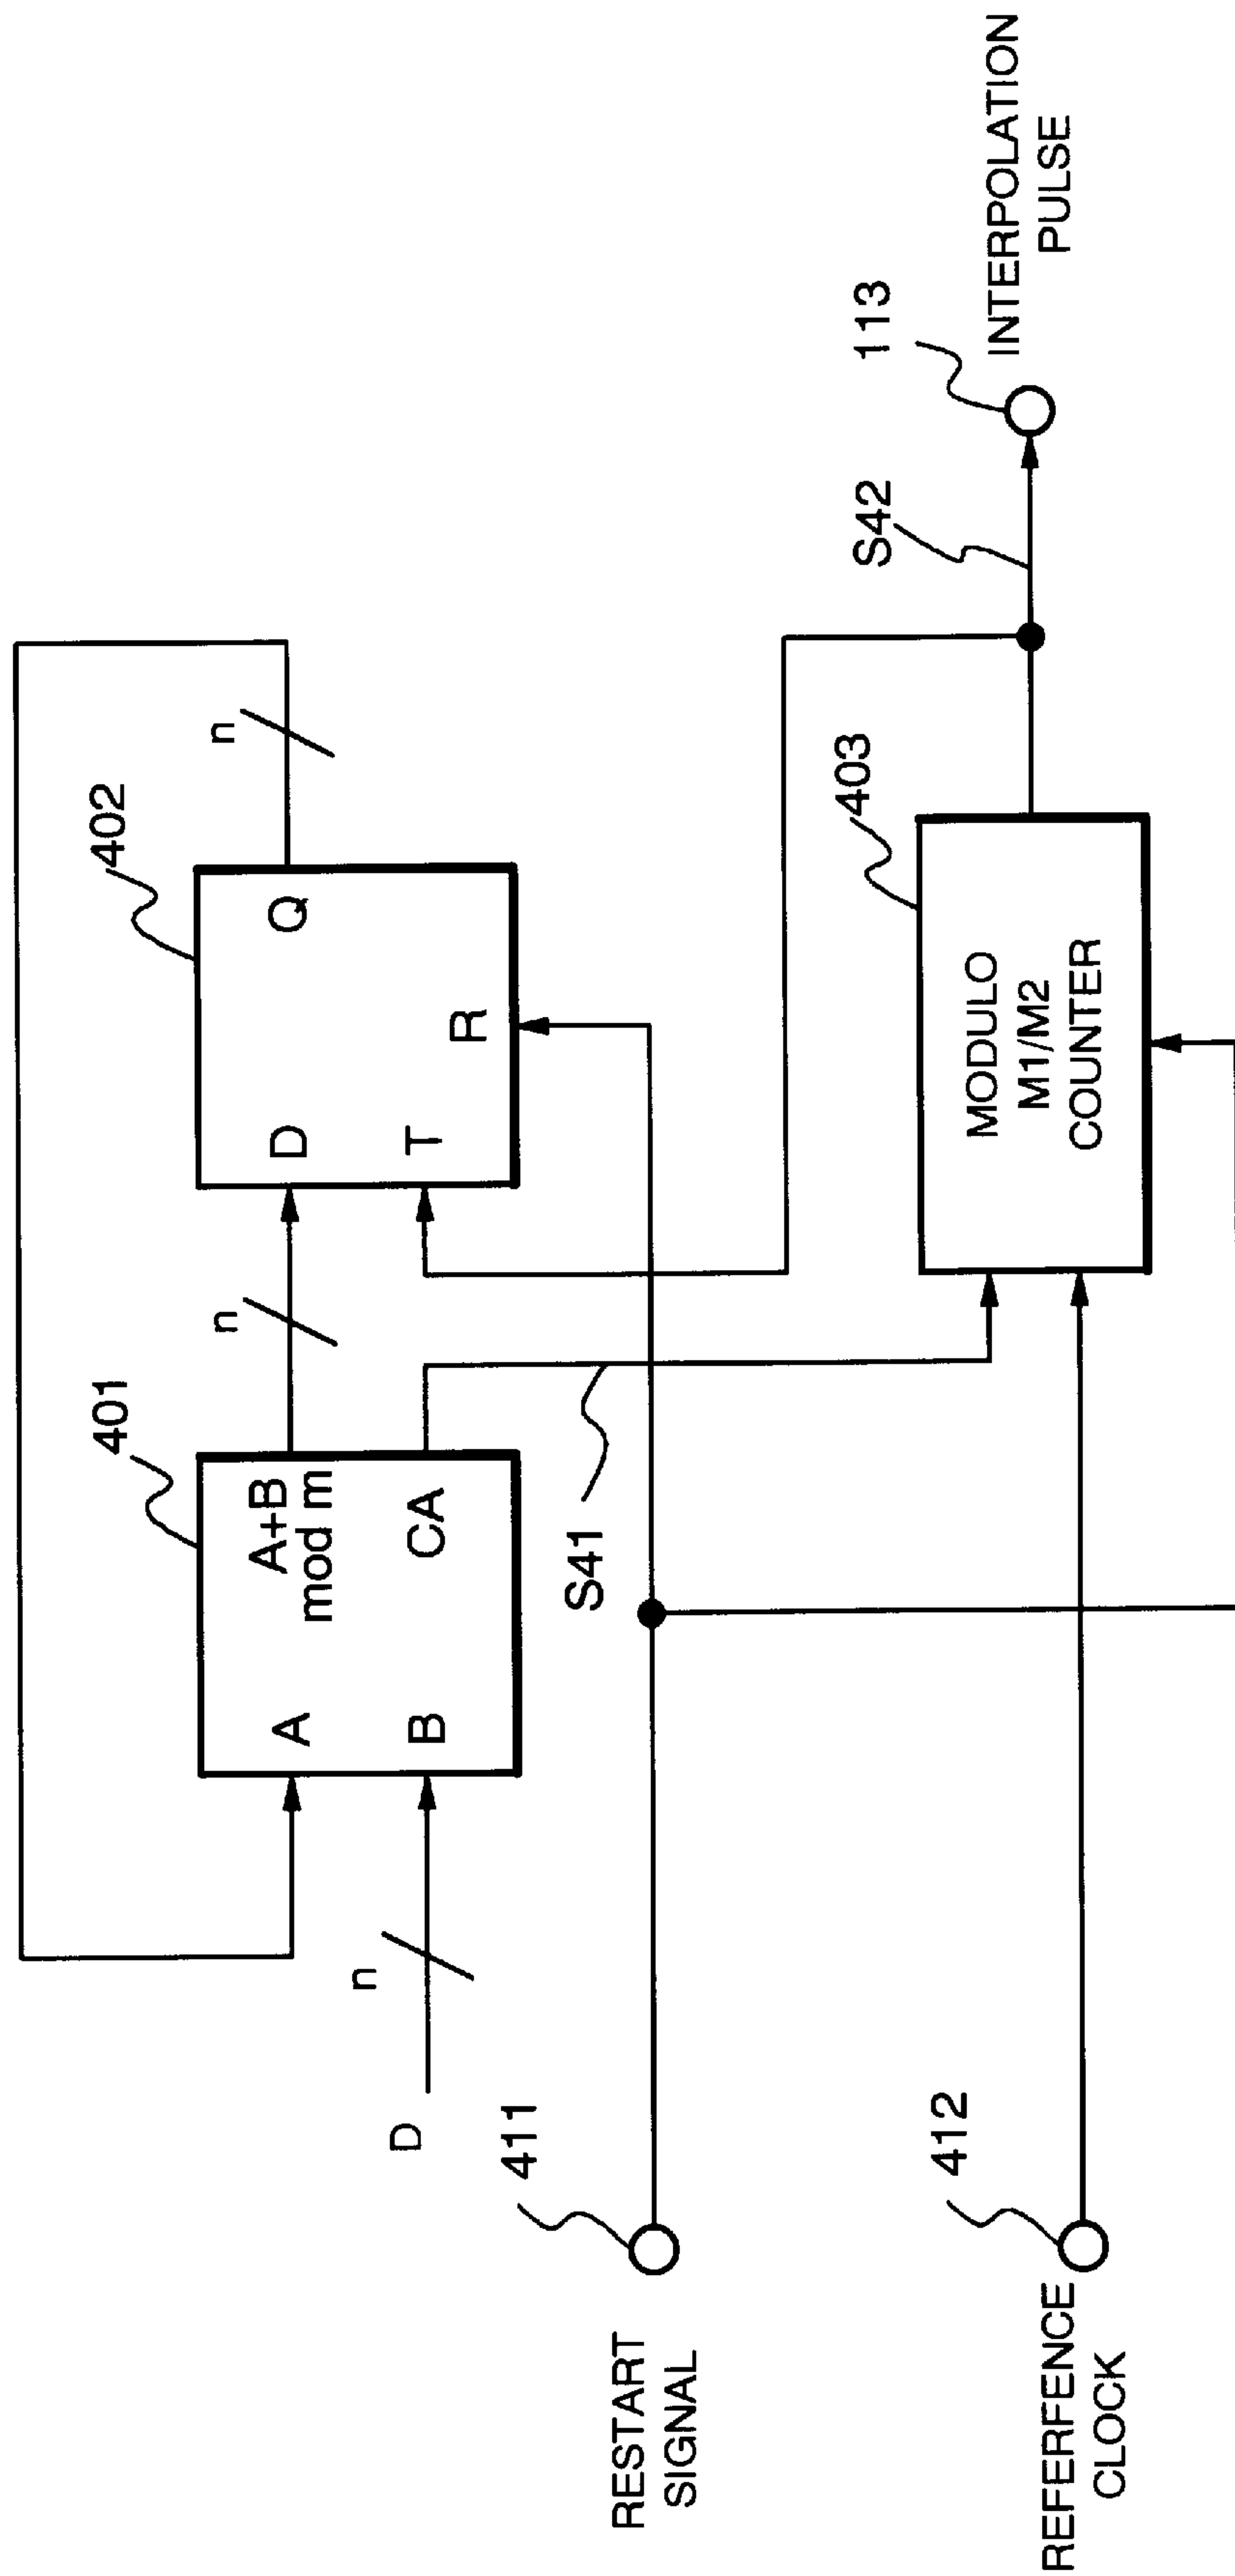 n
402
Q
D
T
R
n
401
A+B
mod m
CA
A
B
n
D
S41
411
RESTART
SIGNAL
403
MODULO
M1/M2
COUNTER
S42
113
INTERPOLATION
PULSE
412
REFERFENCE
CLOCK